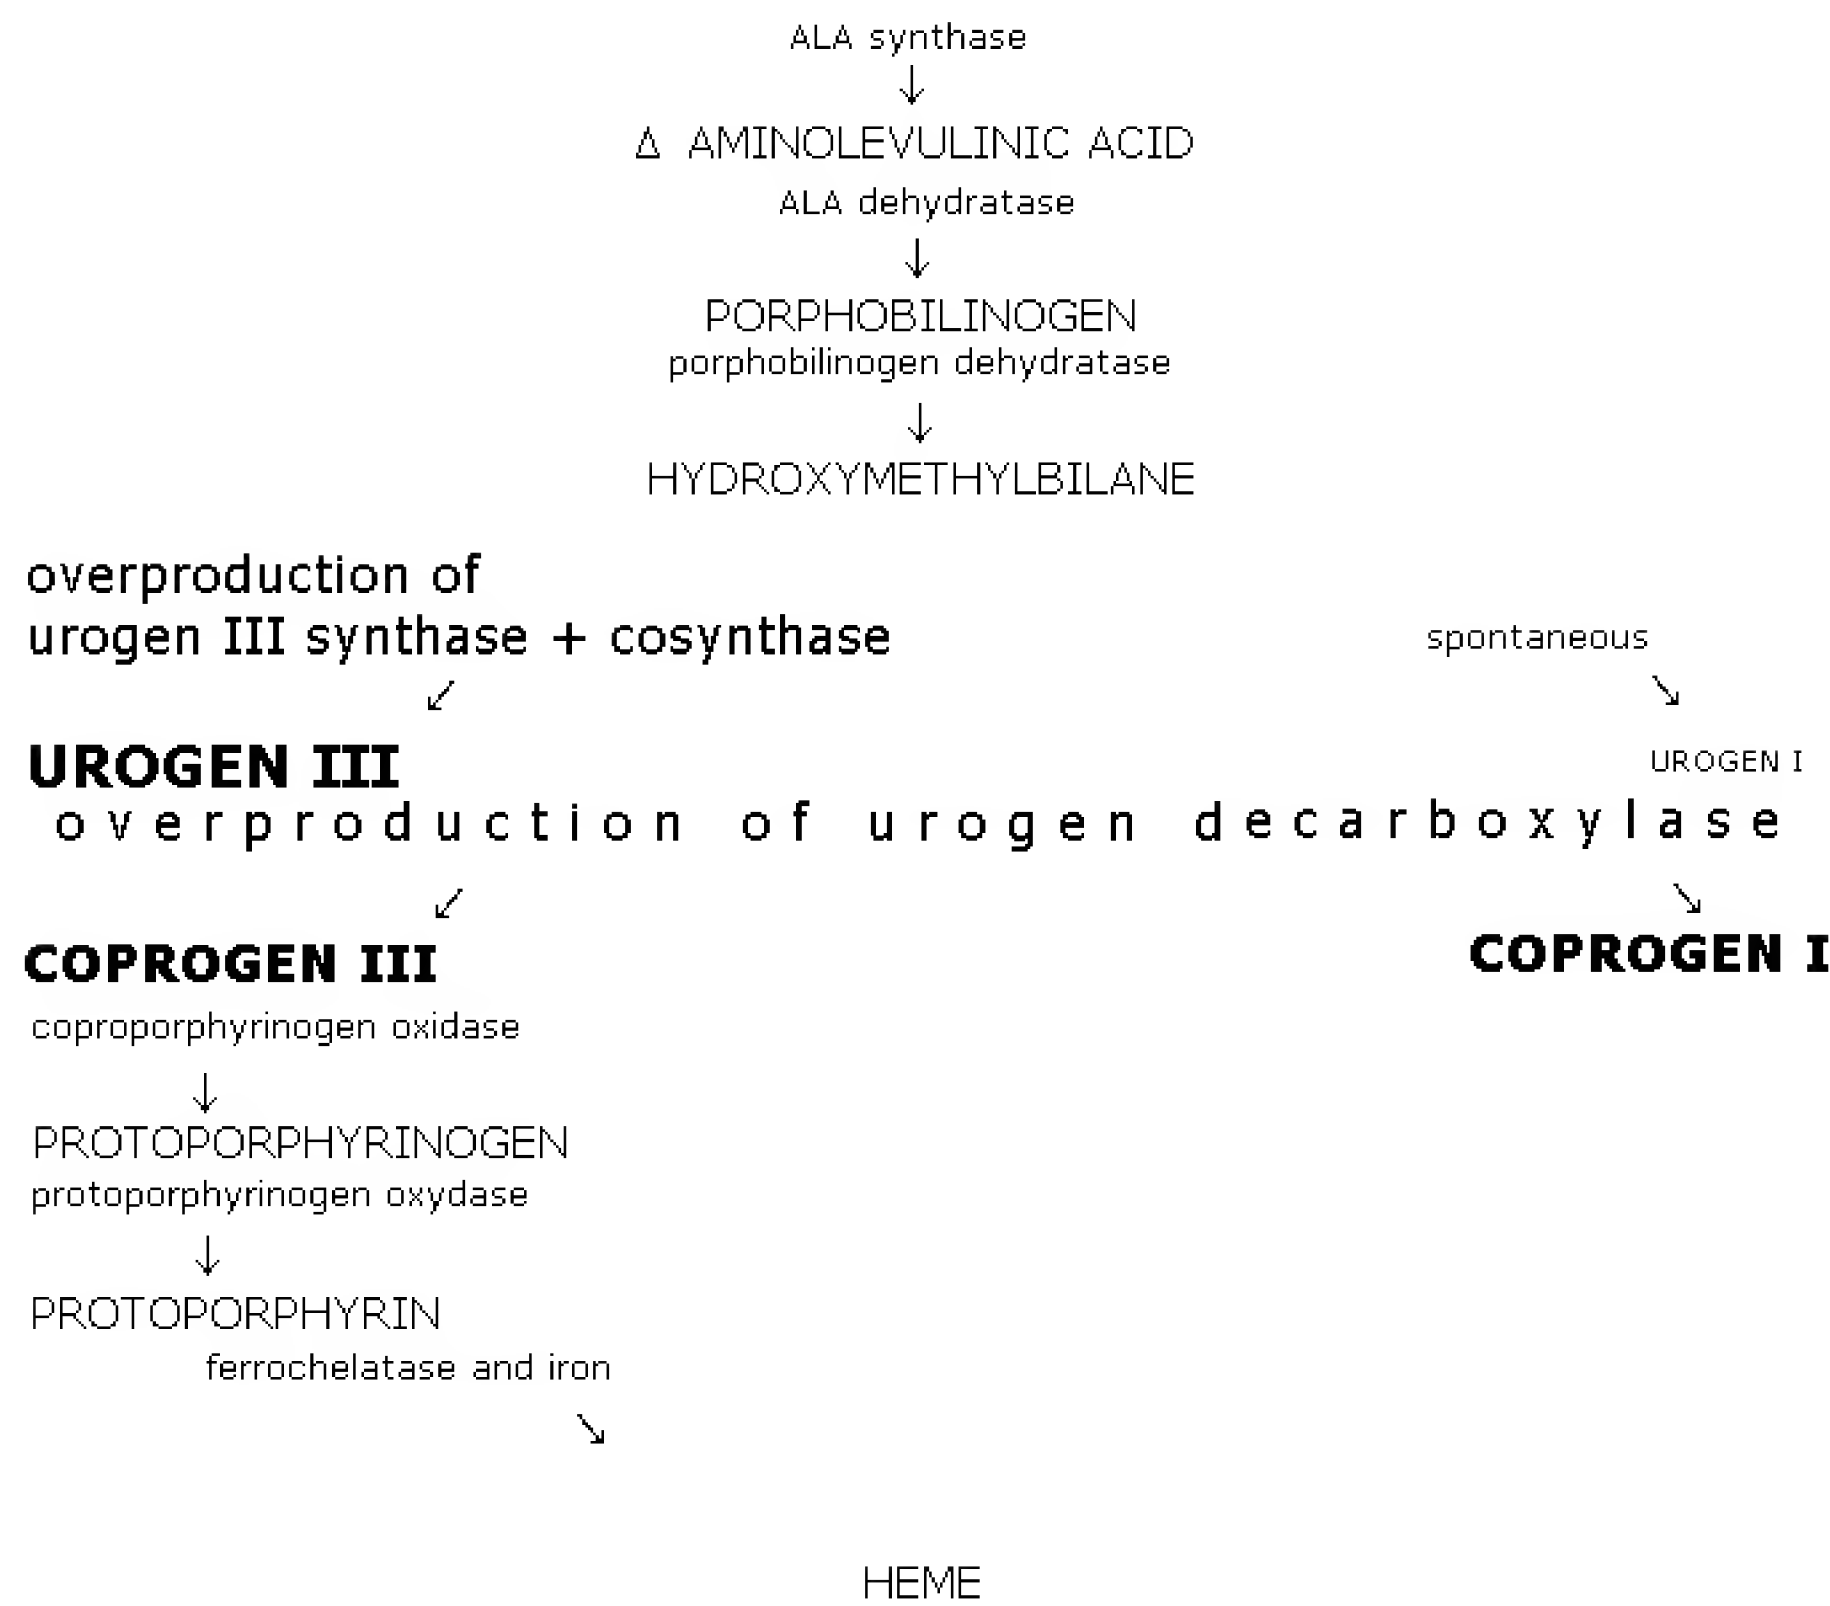 ALA synthase
↓
Δ AMINOLEVULINIC ACID
ALA dehydratase
↓
PORPHOBILINOGEN
porphobilinogen dehydratase
↓
HYDROXYMETHYLBILANE
overproduction of
urogen III synthase + cosynthase
spontaneous
↙ ↘
UROGEN III
UROGEN I
overproduction of urogen decarboxylase
↙ ↘
COPROGEN III
COPROGEN I
coproporphyrinogen oxidase
↓
PROTOPORPHYRINOGEN
protoporphyrinogen oxydase
↓
PROTOPORPHYRIN
ferrochelatase and iron
↘
HEME